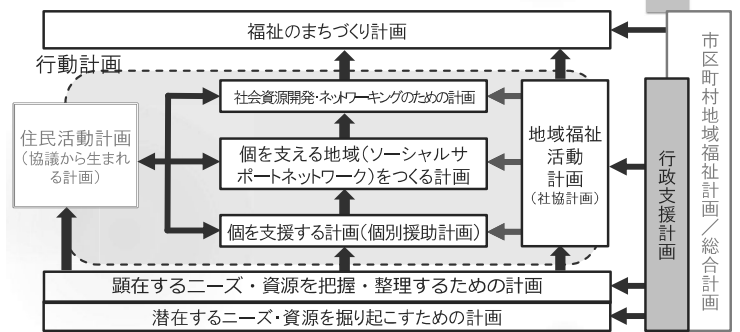 福祉のまちづくり計画
行動計画
社会資源開発・ネットワーキングのための計画
住民活動計画
(協議から生まれ
る計画)
個を支える地域(ソーシャルサ
ポートネットワーク)をつくる計画
個を支援する計画(個別援助計画)
地域福祉
活動
計画
(社協計画)
行政支援計画
市区町村地域福祉計画／総合計画
顕在するニーズ・資源を把握・整理するための計画
潜在するニーズ・資源を掘り起こすための計画